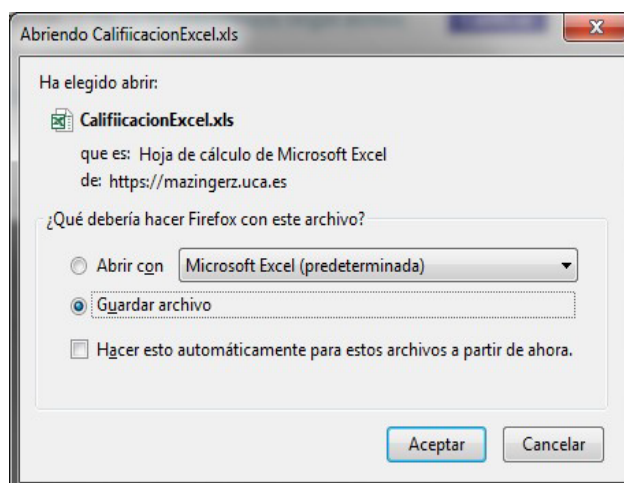 Abriendo CalifiicacionExcel.xls
Ha elegido abrir:
CalifiicacionExcel.xls
que es: Hoja de cálculo de Microsoft Excel
de: https://mazingerz.uca.es
¿Qué debería hacer Firefox con este archivo?
Abrir con Microsoft Excel (predeterminada)
Guardar archivo
Hacer esto automáticamente para estos archivos a partir de ahora.
Aceptar Cancelar